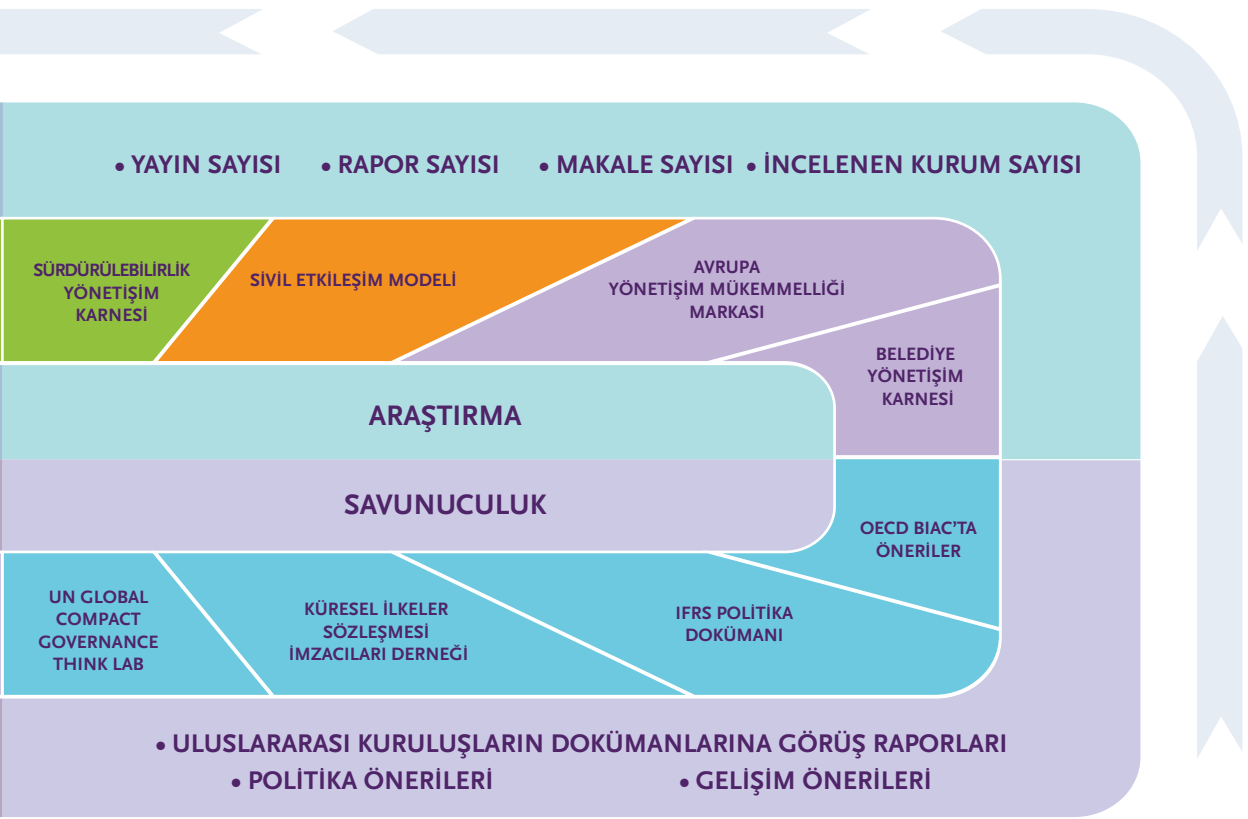 • YAYIN SAYISI • RAPOR SAYISI • MAKALE SAYISI • İNCELENEN KURUM SAYISI
SÜRDÜRÜLEBİLİRLİK
YÖNETİŞİM
KARNESİ
SİVİL ETKİLEŞİM MODELİ
AVRUPA
YÖNETİŞİM MÜKEMMELLİĞİ
MARKASI
BELEDİYE
YÖNETİŞİM
KARNESİ
ARAŞTIRMA
SAVUNUCULUK
OECD BIAC'TA
ÖNERİLER
UN GLOBAL
COMPACT
GOVERNANCE
THINK LAB
KÜRESEL İLKELER
SÖZLEŞMESİ
İMZACILARI DERNEĞİ
IFRS POLİTİKA
DOKÜMANI
• ULUSLARARASI KURULUŞLARIN DOKÜMANLARINA GÖRÜŞ RAPORLARI
• POLİTİKA ÖNERİLERİ • GELİŞİM ÖNERİLERİ